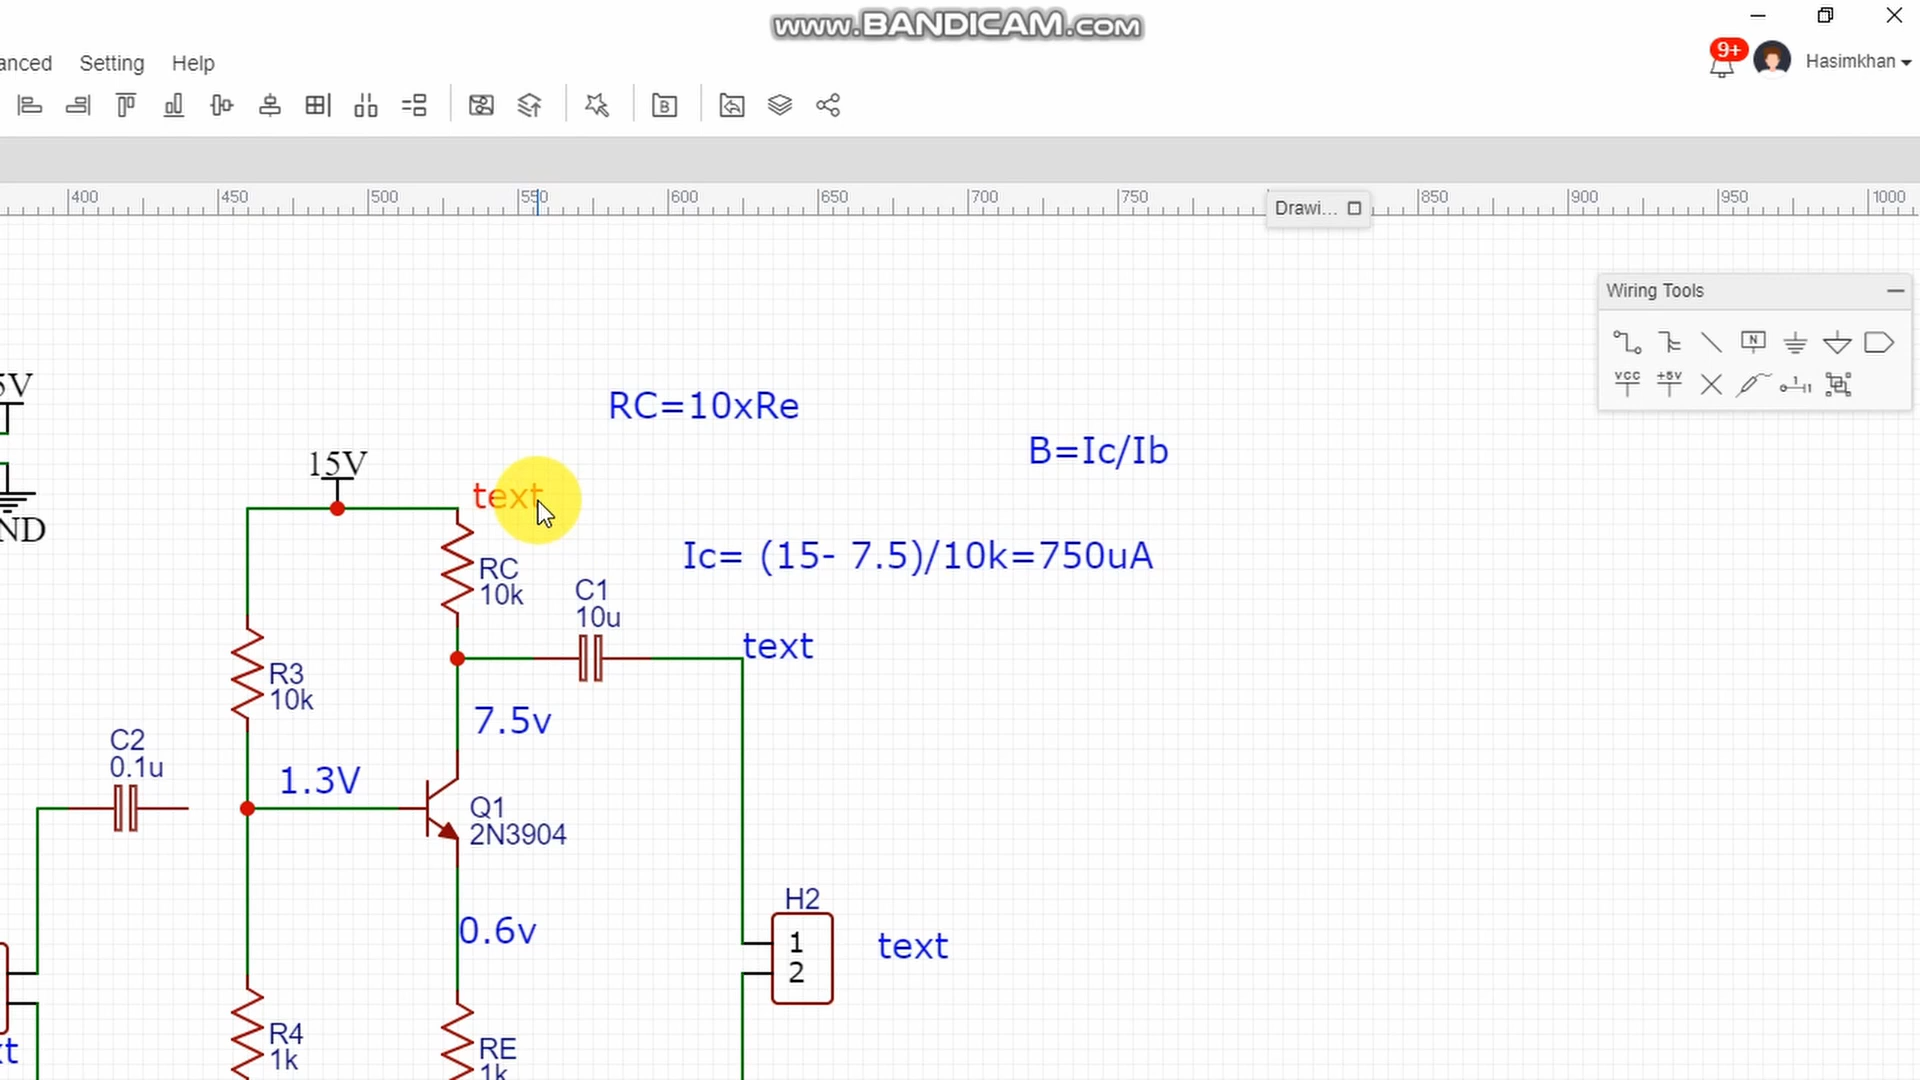 www.BANDICAM.com
anced Setting Help
9+
Hasimkhan
B
400 450 500 550 600 650 700 750 850 900 950 1000
Drawi...
Wiring Tools
N
VCC +5V
5V
RC=10xRe
B=Ic/Ib
15V
text
ND
Ic= (15- 7.5)/10k=750uA
RC
10k
C1
10u
text
R3
10k
7.5v
C2
0.1u
1.3V
Q1
2N3904
H2
0.6v
1
2
text
R4
1k
RE
1k
xt